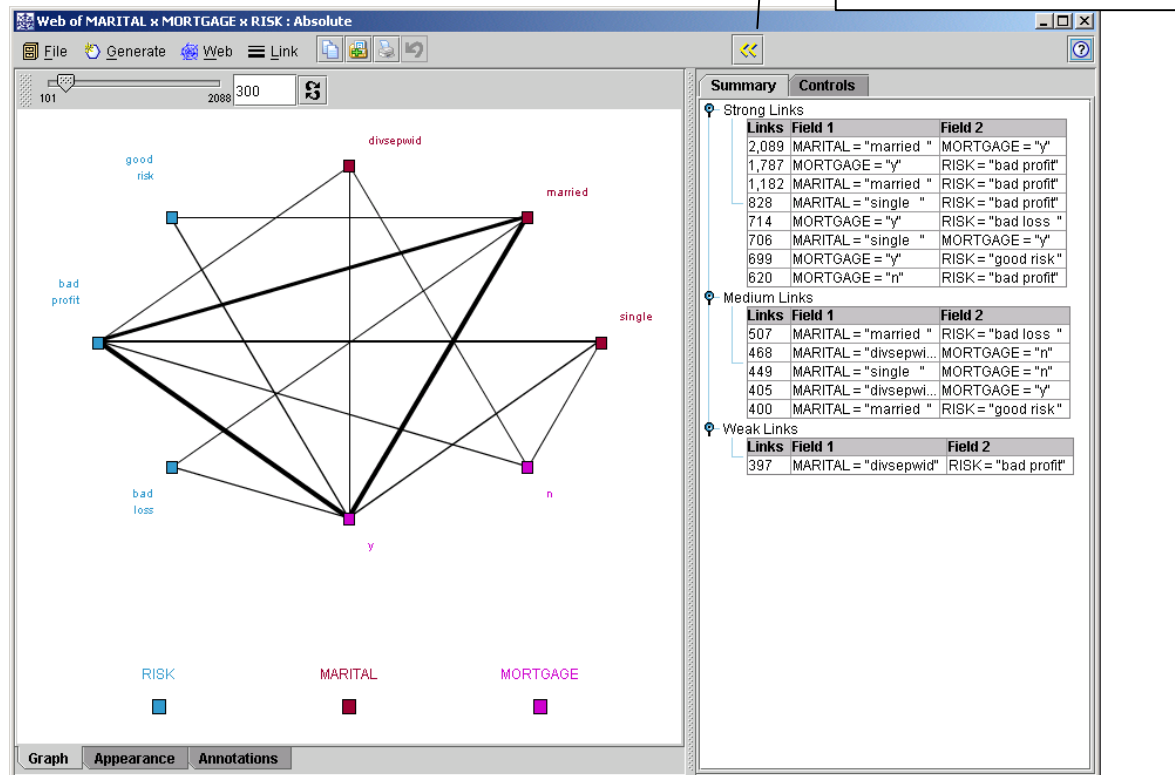 Web of MARITAL x MORTGAGE x RISK : Absolute
File Generate Web Link
101 2088 300
divsepwid
good
risk
married
bad
profit
single
bad
loss
n
y
RISK MARITAL MORTGAGE
Graph Appearance Annotations
Summary Controls
Strong Links
Links Field 1 Field 2
2,089 MARITAL = "married " MORTGAGE = "y"
1,787 MORTGAGE = "y" RISK = "bad profit"
1,182 MARITAL = "married " RISK = "bad profit"
828 MARITAL = "single " RISK = "bad profit"
714 MORTGAGE = "y" RISK = "bad loss "
706 MARITAL = "single " MORTGAGE = "y"
699 MORTGAGE = "y" RISK = "good risk"
620 MORTGAGE = "n" RISK = "bad profit"
Medium Links
Links Field 1 Field 2
507 MARITAL = "married " RISK = "bad loss "
468 MARITAL = "divsepwi... MORTGAGE = "n"
449 MARITAL = "single " MORTGAGE = "n"
405 MARITAL = "divsepwi... MORTGAGE = "y"
400 MARITAL = "married " RISK = "good risk"
Weak Links
Links Field 1 Field 2
397 MARITAL = "divsepwid" RISK = "bad profit"